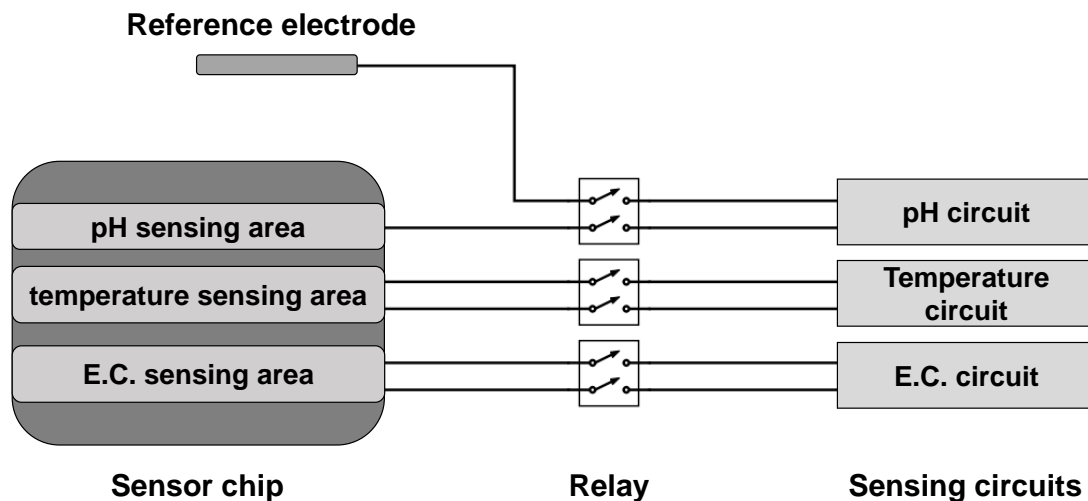 Reference electrode
pH sensing area
temperature sensing area
E.C. sensing area
pH circuit
Temperature
circuit
E.C. circuit
Sensor chip
Relay
Sensing circuits